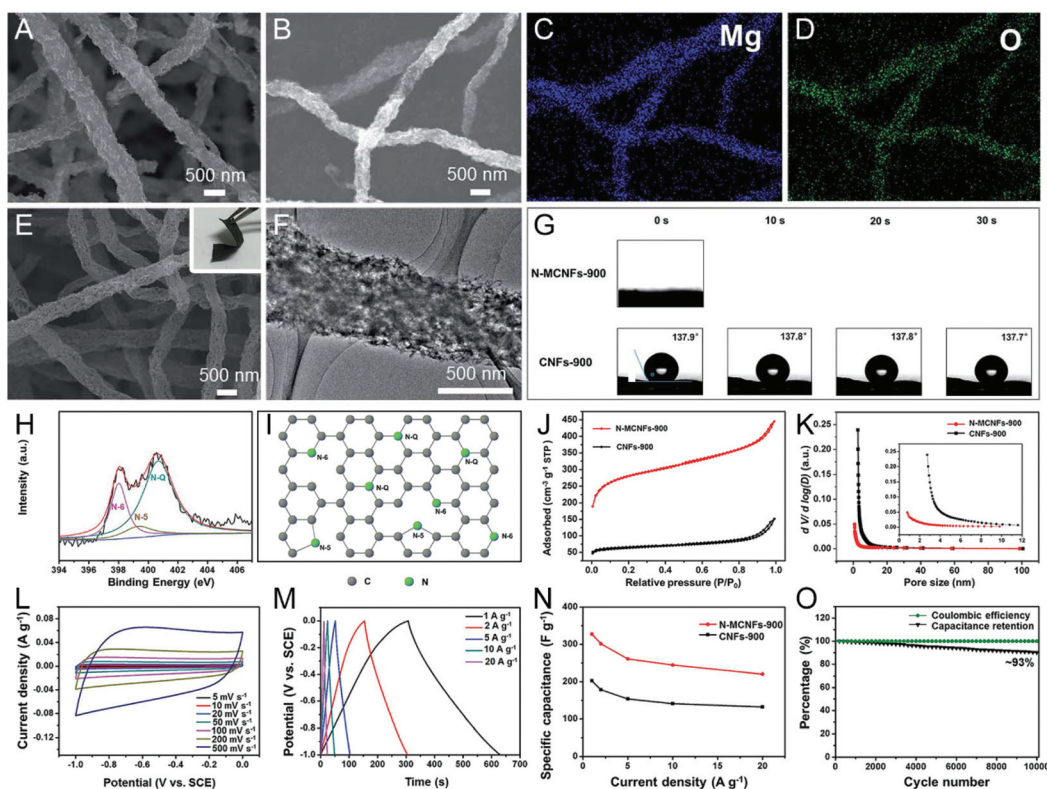 A
500 nm
B
500 nm
C
Mg
D
O
E
500 nm
F
500 nm
G
0 s 10 s 20 s 30 s
N-MCNFs-900
CNFs-900
137.9° 137.8° 137.8° 137.7°
H
Intensity (a.u.)
N-Q
N-6
N-5
394 396 398 400 402 404 406
Binding Energy (eV)
I
N-Q
N-6
N-Q
N-Q
N-6
N-5
N-5
N-6
C N
J
N-MCNFs-900
CNFs-900
Adsorbed (cm⁻³ g⁻¹ STP)
450
400
350
300
250
200
150
100
50
0.0 0.2 0.4 0.6 0.8 1.0
Relative pressure (P/P₀)
K
N-MCNFs-900
CNFs-900
d V/ d log(D) (a.u.)
0.25
0.20
0.15
0.10
0.05
0.00
0 2 4 6 8 10 12
0 20 40 60 80 100
Pore size (nm)
L
Current density (A g⁻¹)
0.08
0.04
0.00
-0.04
-0.08
-0.12
5 mV s⁻¹
10 mV s⁻¹
20 mV s⁻¹
50 mV s⁻¹
100 mV s⁻¹
200 mV s⁻¹
500 mV s⁻¹
-1.0 -0.8 -0.6 -0.4 -0.2 0.0
Potential (V vs. SCE)
M
Potential (V vs. SCE)
0.0
-0.2
-0.4
-0.6
-0.8
-1.0
1 A g⁻¹
2 A g⁻¹
5 A g⁻¹
10 A g⁻¹
20 A g⁻¹
0 100 200 300 400 500 600 700
Time (s)
N
Specific capacitance (F g⁻¹)
400
300
200
100
0
N-MCNFs-900
CNFs-900
0 5 10 15 20
Current density (A g⁻¹)
O
Percentage (%)
120
100
80
60
40
20
0
Coulombic efficiency
Capacitance retention
~93%
0 2000 4000 6000 8000 10000
Cycle number